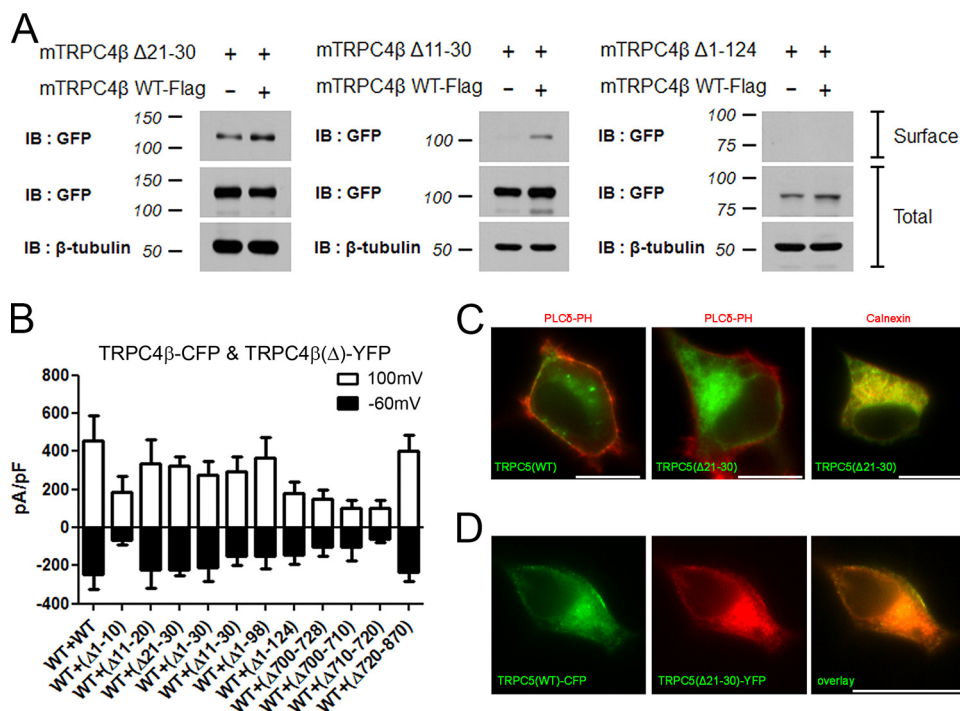 A
mTRPC4β Δ21-30 + +
mTRPC4β WT-Flag − +
IB : GFP 150 100
IB : GFP 150 100
IB : β-tubulin 50
mTRPC4β Δ11-30 + +
mTRPC4β WT-Flag − +
IB : GFP 100
IB : GFP 100
IB : β-tubulin 50
mTRPC4β Δ1-124 + +
mTRPC4β WT-Flag − +
IB : GFP 100 75
IB : GFP 100 75
IB : β-tubulin 50
Surface
Total
B
TRPC4β-CFP & TRPC4β(Δ)-YFP
100mV
-60mV
pA/pF
800
600
400
200
0
-200
-400
WT+WT
WT+(Δ1-10)
WT+(Δ11-20)
WT+(Δ21-30)
WT+(Δ1-30)
WT+(Δ11-30)
WT+(Δ1-98)
WT+(Δ1-124)
WT+(Δ700-728)
WT+(Δ700-710)
WT+(Δ710-720)
WT+(Δ720-870)
C
PLCδ-PH
TRPC5(WT)
PLCδ-PH
TRPC5(Δ21-30)
Calnexin
TRPC5(Δ21-30)
D
TRPC5(WT)-CFP
TRPC5(Δ21-30)-YFP
overlay